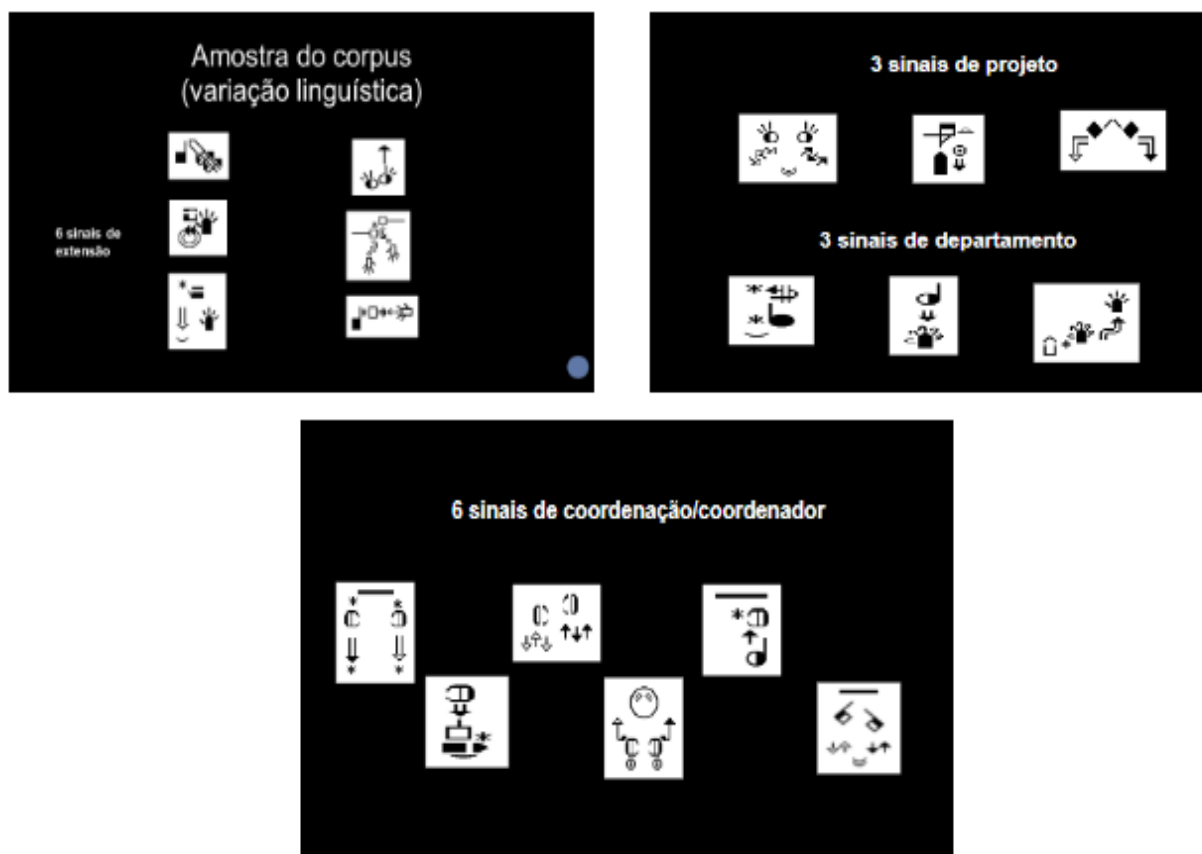 Amostra do corpus
(variação linguística)
6 sinais de
extensão
3 sinais de projeto
3 sinais de departamento
6 sinais de coordenação/coordenador